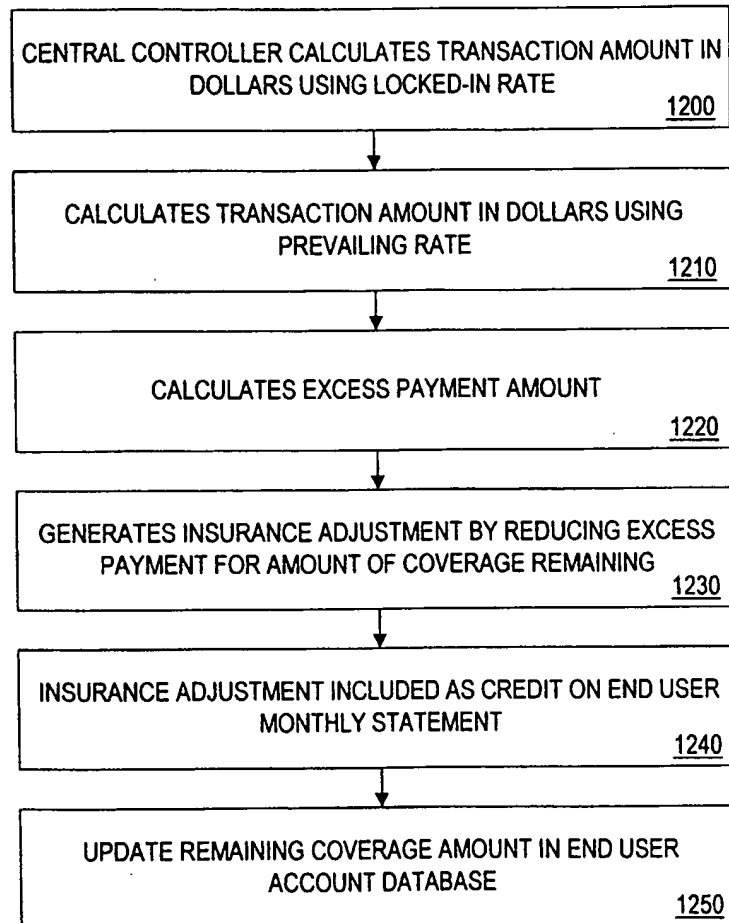 CENTRAL CONTROLLER CALCULATES TRANSACTION AMOUNT IN
DOLLARS USING LOCKED-IN RATE
1200
CALCULATES TRANSACTION AMOUNT IN DOLLARS USING
PREVAILING RATE
1210
CALCULATES EXCESS PAYMENT AMOUNT
1220
GENERATES INSURANCE ADJUSTMENT BY REDUCING EXCESS
PAYMENT FOR AMOUNT OF COVERAGE REMAINING
1230
INSURANCE ADJUSTMENT INCLUDED AS CREDIT ON END USER
MONTHLY STATEMENT
1240
UPDATE REMAINING COVERAGE AMOUNT IN END USER
ACCOUNT DATABASE
1250